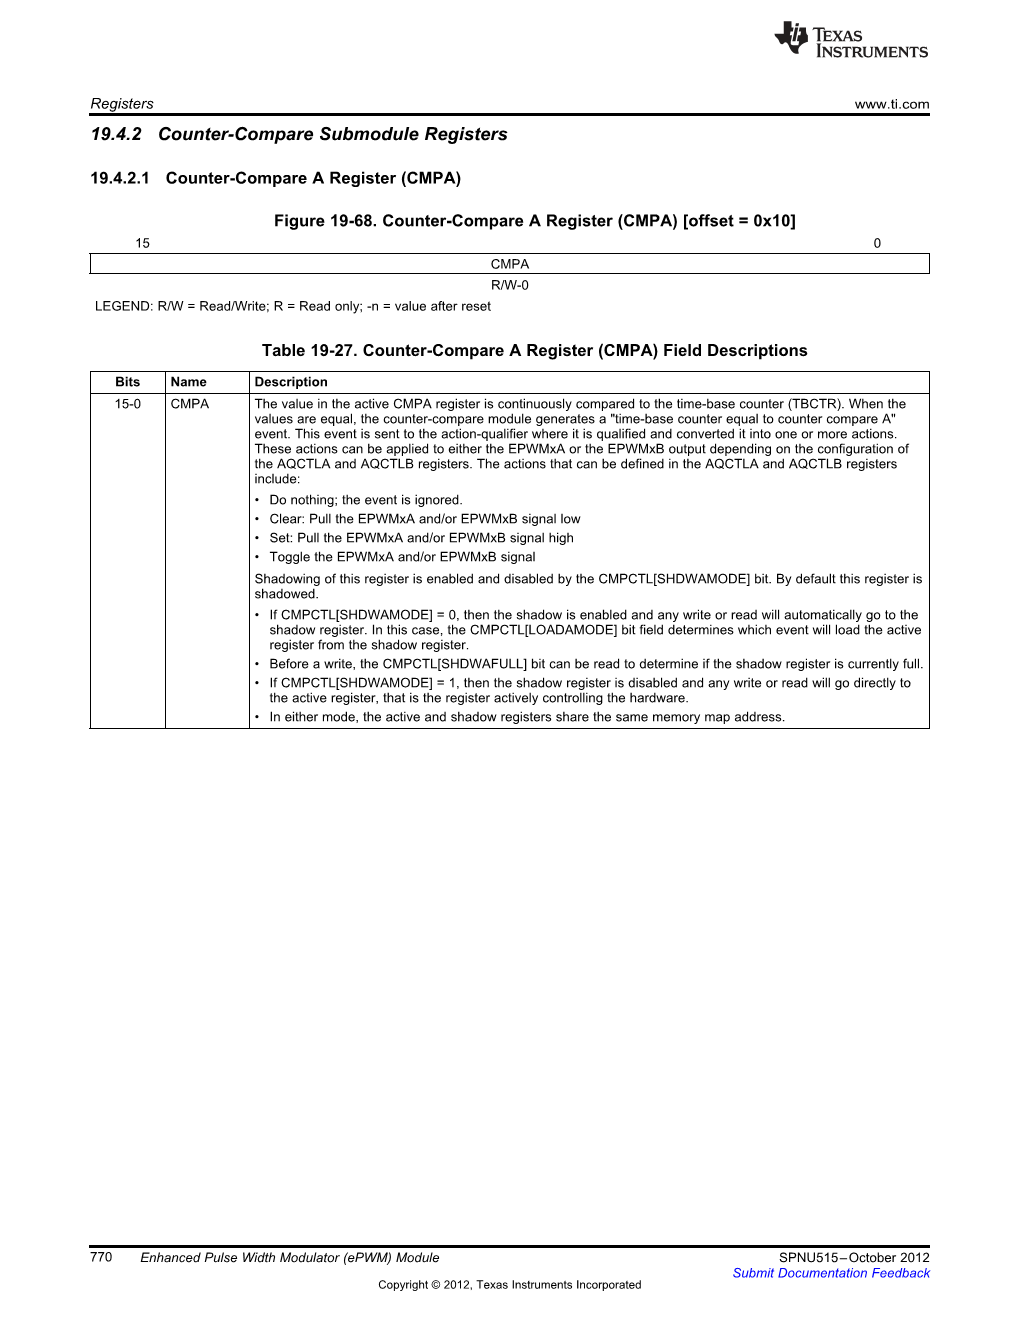 TEXAS
INSTRUMENTS
Registers
www.ti.com
19.4.2 Counter-Compare Submodule Registers
19.4.2.1 Counter-Compare A Register (CMPA)
Figure 19-68. Counter-Compare A Register (CMPA) [offset = 0x10]
15 0
CMPA
R/W-0
LEGEND: R/W = Read/Write; R = Read only; -n = value after reset
Table 19-27. Counter-Compare A Register (CMPA) Field Descriptions
Bits Name Description
15-0 CMPA The value in the active CMPA register is continuously compared to the time-base counter (TBCTR). When the
values are equal, the counter-compare module generates a "time-base counter equal to counter compare A"
event. This event is sent to the action-qualifier where it is qualified and converted it into one or more actions.
These actions can be applied to either the EPWMxA or the EPWMxB output depending on the configuration of
the AQCTLA and AQCTLB registers. The actions that can be defined in the AQCTLA and AQCTLB registers
include:
• Do nothing; the event is ignored.
• Clear: Pull the EPWMxA and/or EPWMxB signal low
• Set: Pull the EPWMxA and/or EPWMxB signal high
• Toggle the EPWMxA and/or EPWMxB signal
Shadowing of this register is enabled and disabled by the CMPCTL[SHDWAMODE] bit. By default this register is
shadowed.
• If CMPCTL[SHDWAMODE] = 0, then the shadow is enabled and any write or read will automatically go to the
shadow register. In this case, the CMPCTL[LOADAMODE] bit field determines which event will load the active
register from the shadow register.
• Before a write, the CMPCTL[SHDWAFULL] bit can be read to determine if the shadow register is currently full.
• If CMPCTL[SHDWAMODE] = 1, then the shadow register is disabled and any write or read will go directly to
the active register, that is the register actively controlling the hardware.
• In either mode, the active and shadow registers share the same memory map address.
770 Enhanced Pulse Width Modulator (ePWM) Module
SPNU515–October 2012
Submit Documentation Feedback
Copyright © 2012, Texas Instruments Incorporated